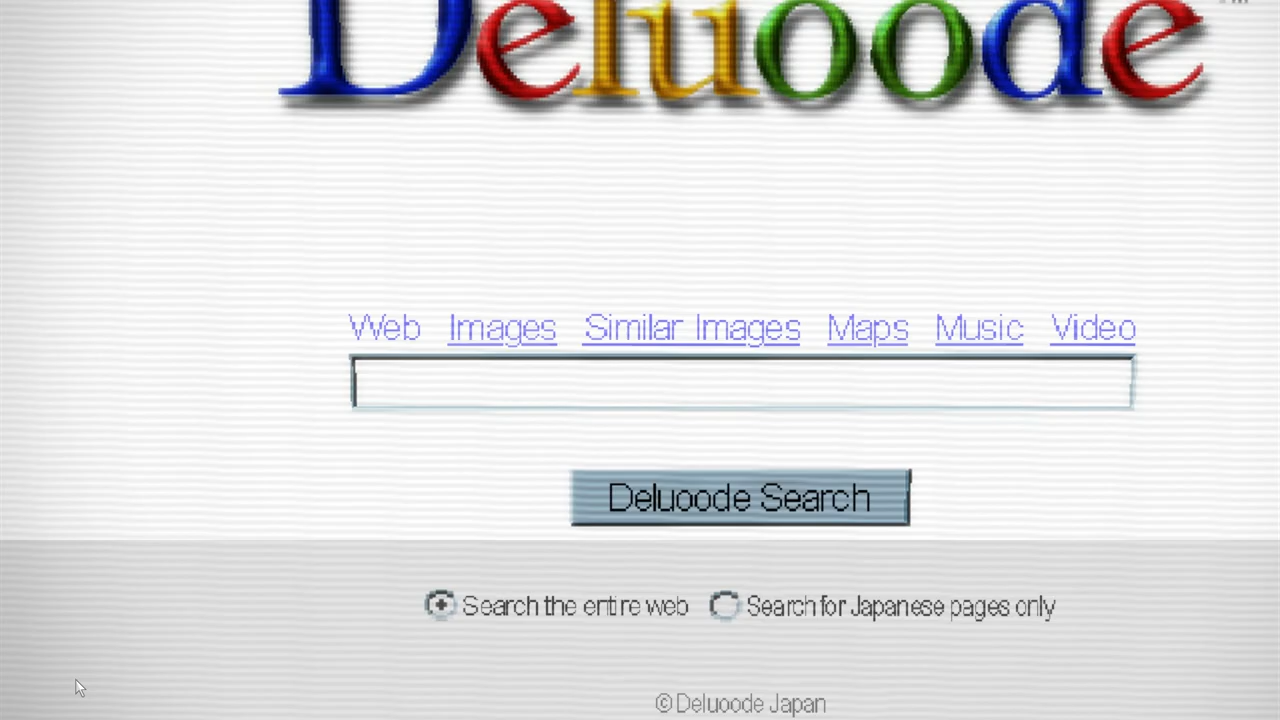 Deluoode
Web Images Similar Images Maps Music Video
Deluoode Search
Search the entire web Search for Japanese pages only
©Deluoode Japan